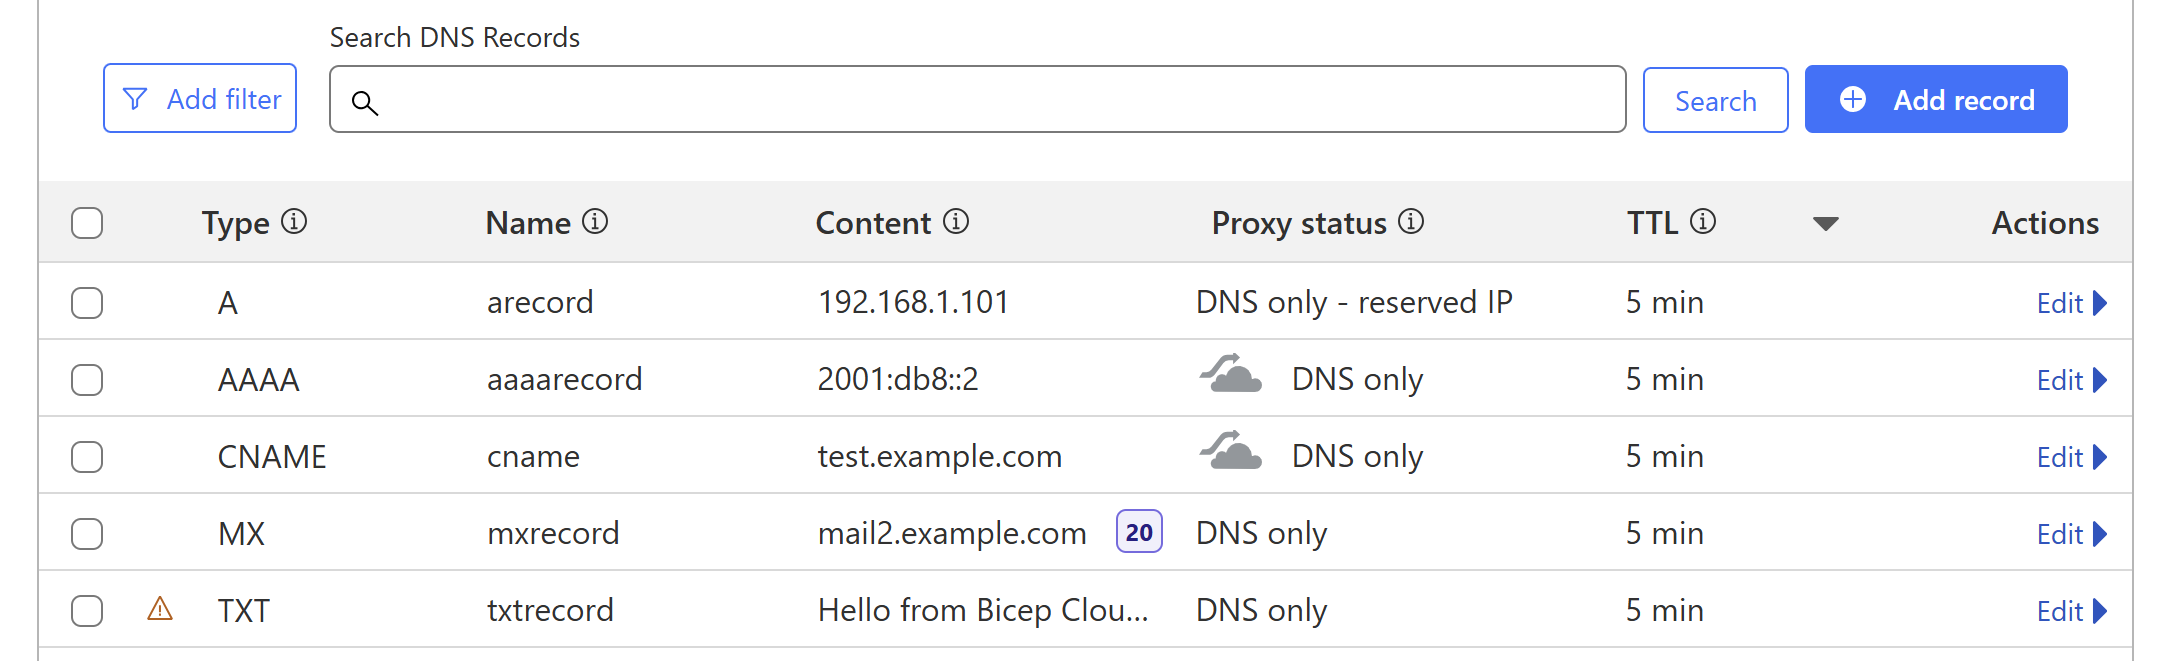 Search DNS Records
Add filter
Search
Add record
Type Name Content Proxy status TTL Actions
A arecord 192.168.1.101 DNS only - reserved IP 5 min Edit
AAAA aaaarecord 2001:db8::2 DNS only 5 min Edit
CNAME cname test.example.com DNS only 5 min Edit
MX mxrecord mail2.example.com 20 DNS only 5 min Edit
TXT txtrecord Hello from Bicep Clou... DNS only 5 min Edit